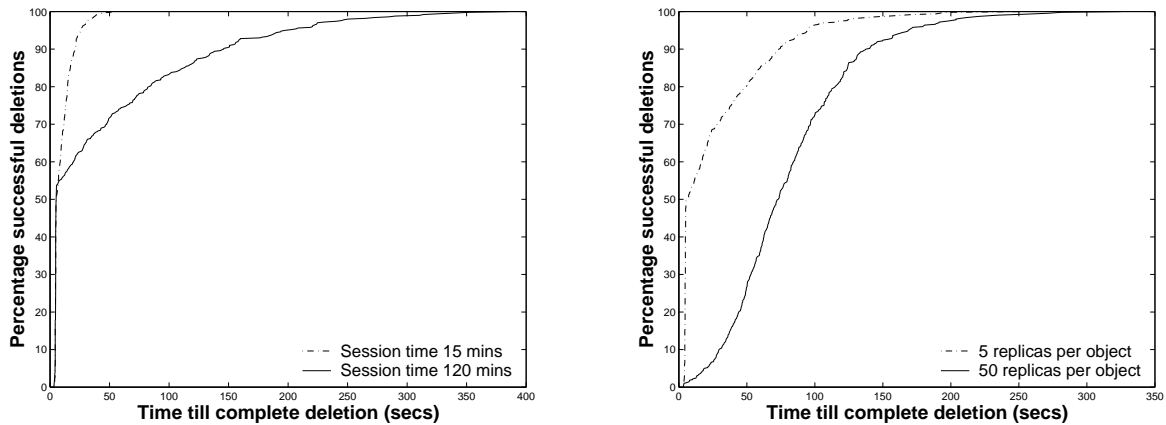 Percentage successful deletions
100
90
80
70
60
50
40
30
20
10
0
Session time 15 mins
Session time 120 mins
0 50 100 150 200 250 300 350 400
Time till complete deletion (secs)
Percentage successful deletions
100
90
80
70
60
50
40
30
20
10
0
5 replicas per object
50 replicas per object
0 50 100 150 200 250 300 350
Time till complete deletion (secs)